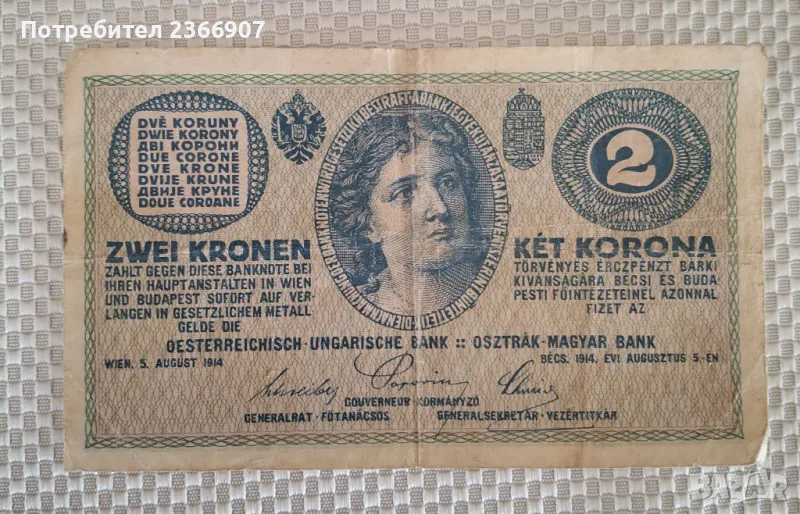 Потребител 2366907
DVĚ KORUNY
DWIE KORONY
ДВІ КОРОНИ
DUE CORONE
DVE KRONE
DVIJE KRUNE
ДВИЈЕ КРУНЕ
DOUE COROANE
2
ZWEI KRONEN
ZAHLT GEGEN DIESE BANKNOTE BEI
IHREN HAUPTANSTALTEN IN WIEN
UND BUDAPEST SOFORT AUF VER-
LANGEN IN GESETZLICHEM METALL
GELDE DIE
KÉT KORONA
TÖRVÉNYES ÉRCZPÉNZT BÁRKI
KIVÁNSÁGÁRA BÉCSI ÉS BUDA
PESTI FŐINTÉZETEINÉL AZONNAL
FIZET AZ
OESTERREICHISCH-UNGARISCHE BANK :: OSZTRÁK-MAGYAR BANK
WIEN, 5. AUGUST 1914
BÉCS, 1914. ÉVI AUGUSZTUS 5.-ÉN
GOUVERNEUR·KORMÁNYZÓ
GENERALRAT·FŐTANÁCSOS
GENERALSEKRETÄR·VEZÉRTITKÁR
БАZАР